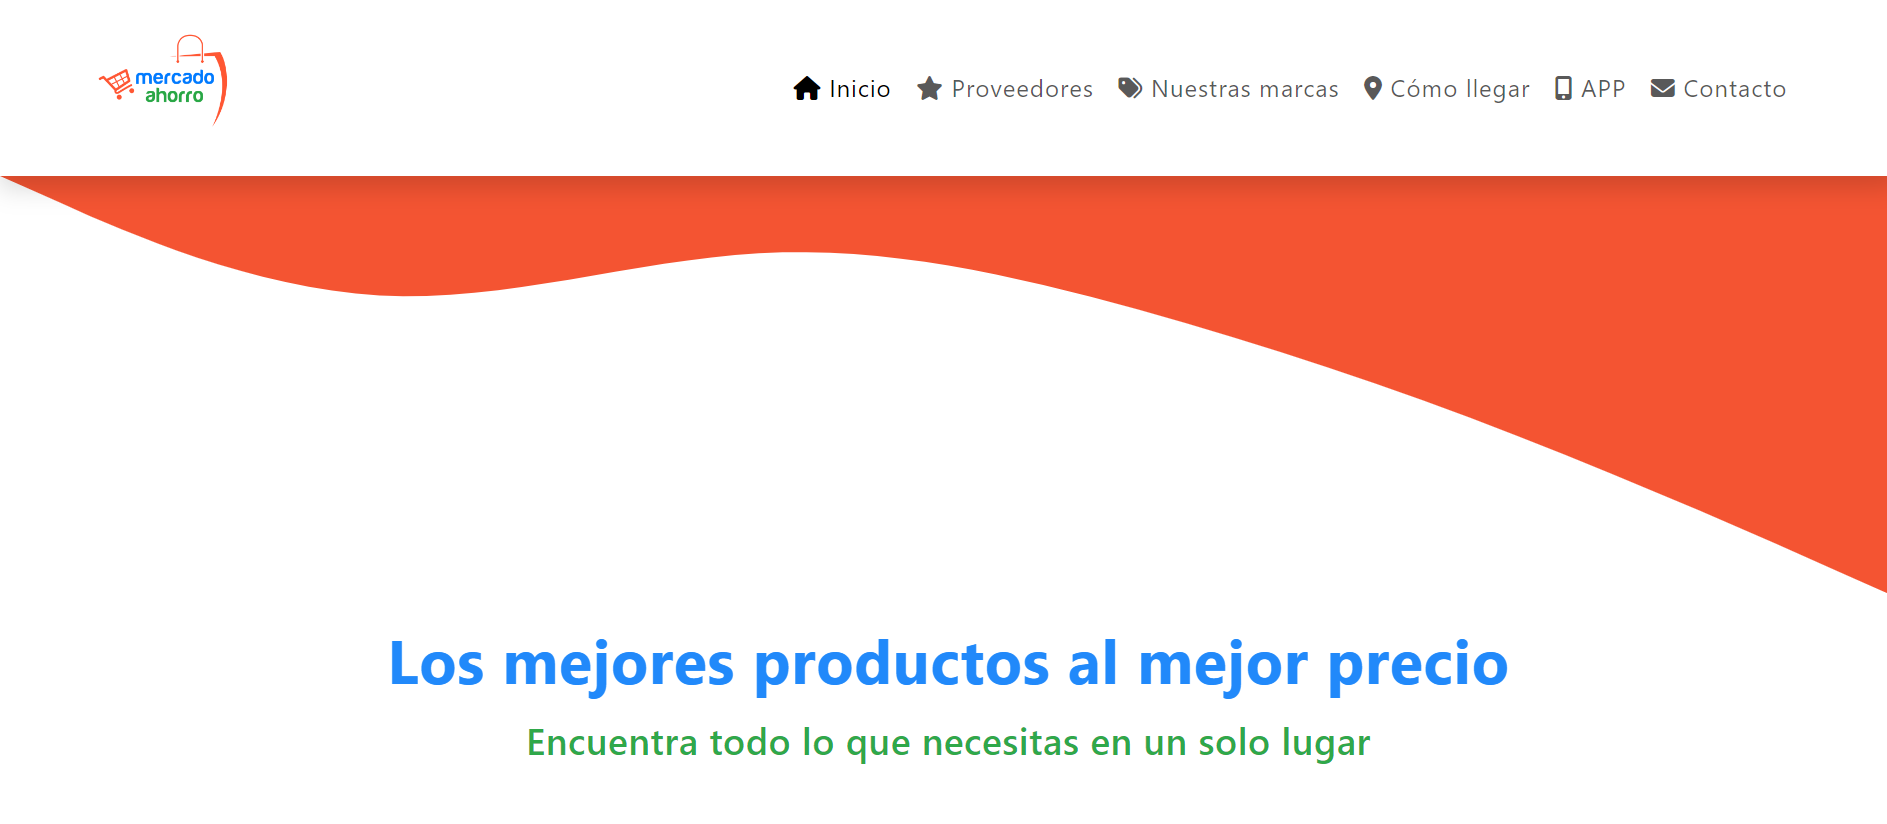 mercado
ahorro
Inicio Proveedores Nuestras marcas Cómo llegar APP Contacto
Los mejores productos al mejor precio
Encuentra todo lo que necesitas en un solo lugar